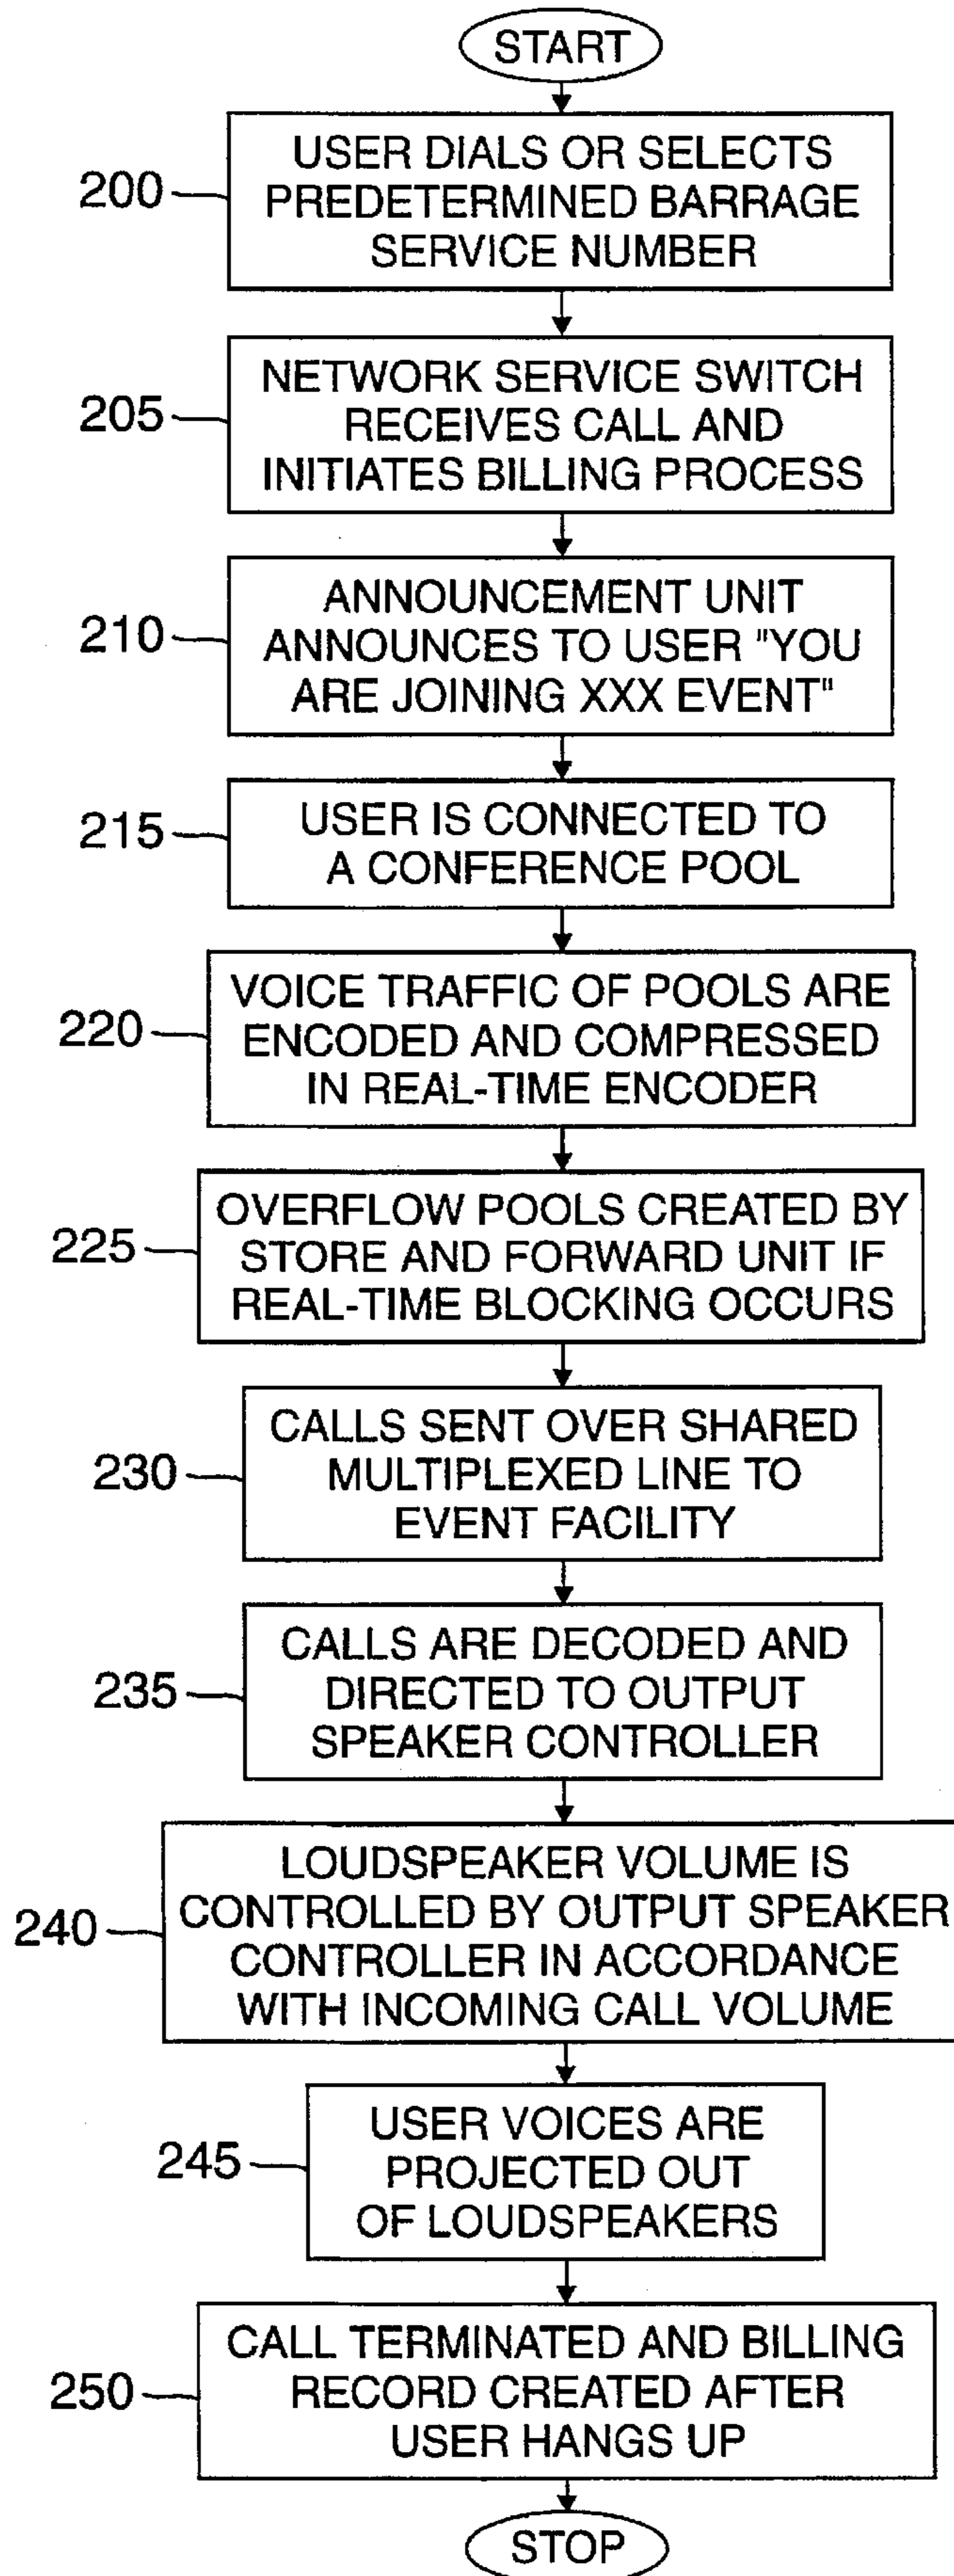 START
200
USER DIALS OR SELECTS
PREDETERMINED BARRAGE
SERVICE NUMBER
205
NETWORK SERVICE SWITCH
RECEIVES CALL AND
INITIATES BILLING PROCESS
210
ANNOUNCEMENT UNIT
ANNOUNCES TO USER "YOU
ARE JOINING XXX EVENT"
215
USER IS CONNECTED TO
A CONFERENCE POOL
220
VOICE TRAFFIC OF POOLS ARE
ENCODED AND COMPRESSED
IN REAL-TIME ENCODER
225
OVERFLOW POOLS CREATED BY
STORE AND FORWARD UNIT IF
REAL-TIME BLOCKING OCCURS
230
CALLS SENT OVER SHARED
MULTIPLEXED LINE TO
EVENT FACILITY
235
CALLS ARE DECODED AND
DIRECTED TO OUTPUT
SPEAKER CONTROLLER
240
LOUDSPEAKER VOLUME IS
CONTROLLED BY OUTPUT SPEAKER
CONTROLLER IN ACCORDANCE
WITH INCOMING CALL VOLUME
245
USER VOICES ARE
PROJECTED OUT
OF LOUDSPEAKERS
250
CALL TERMINATED AND BILLING
RECORD CREATED AFTER
USER HANGS UP
STOP